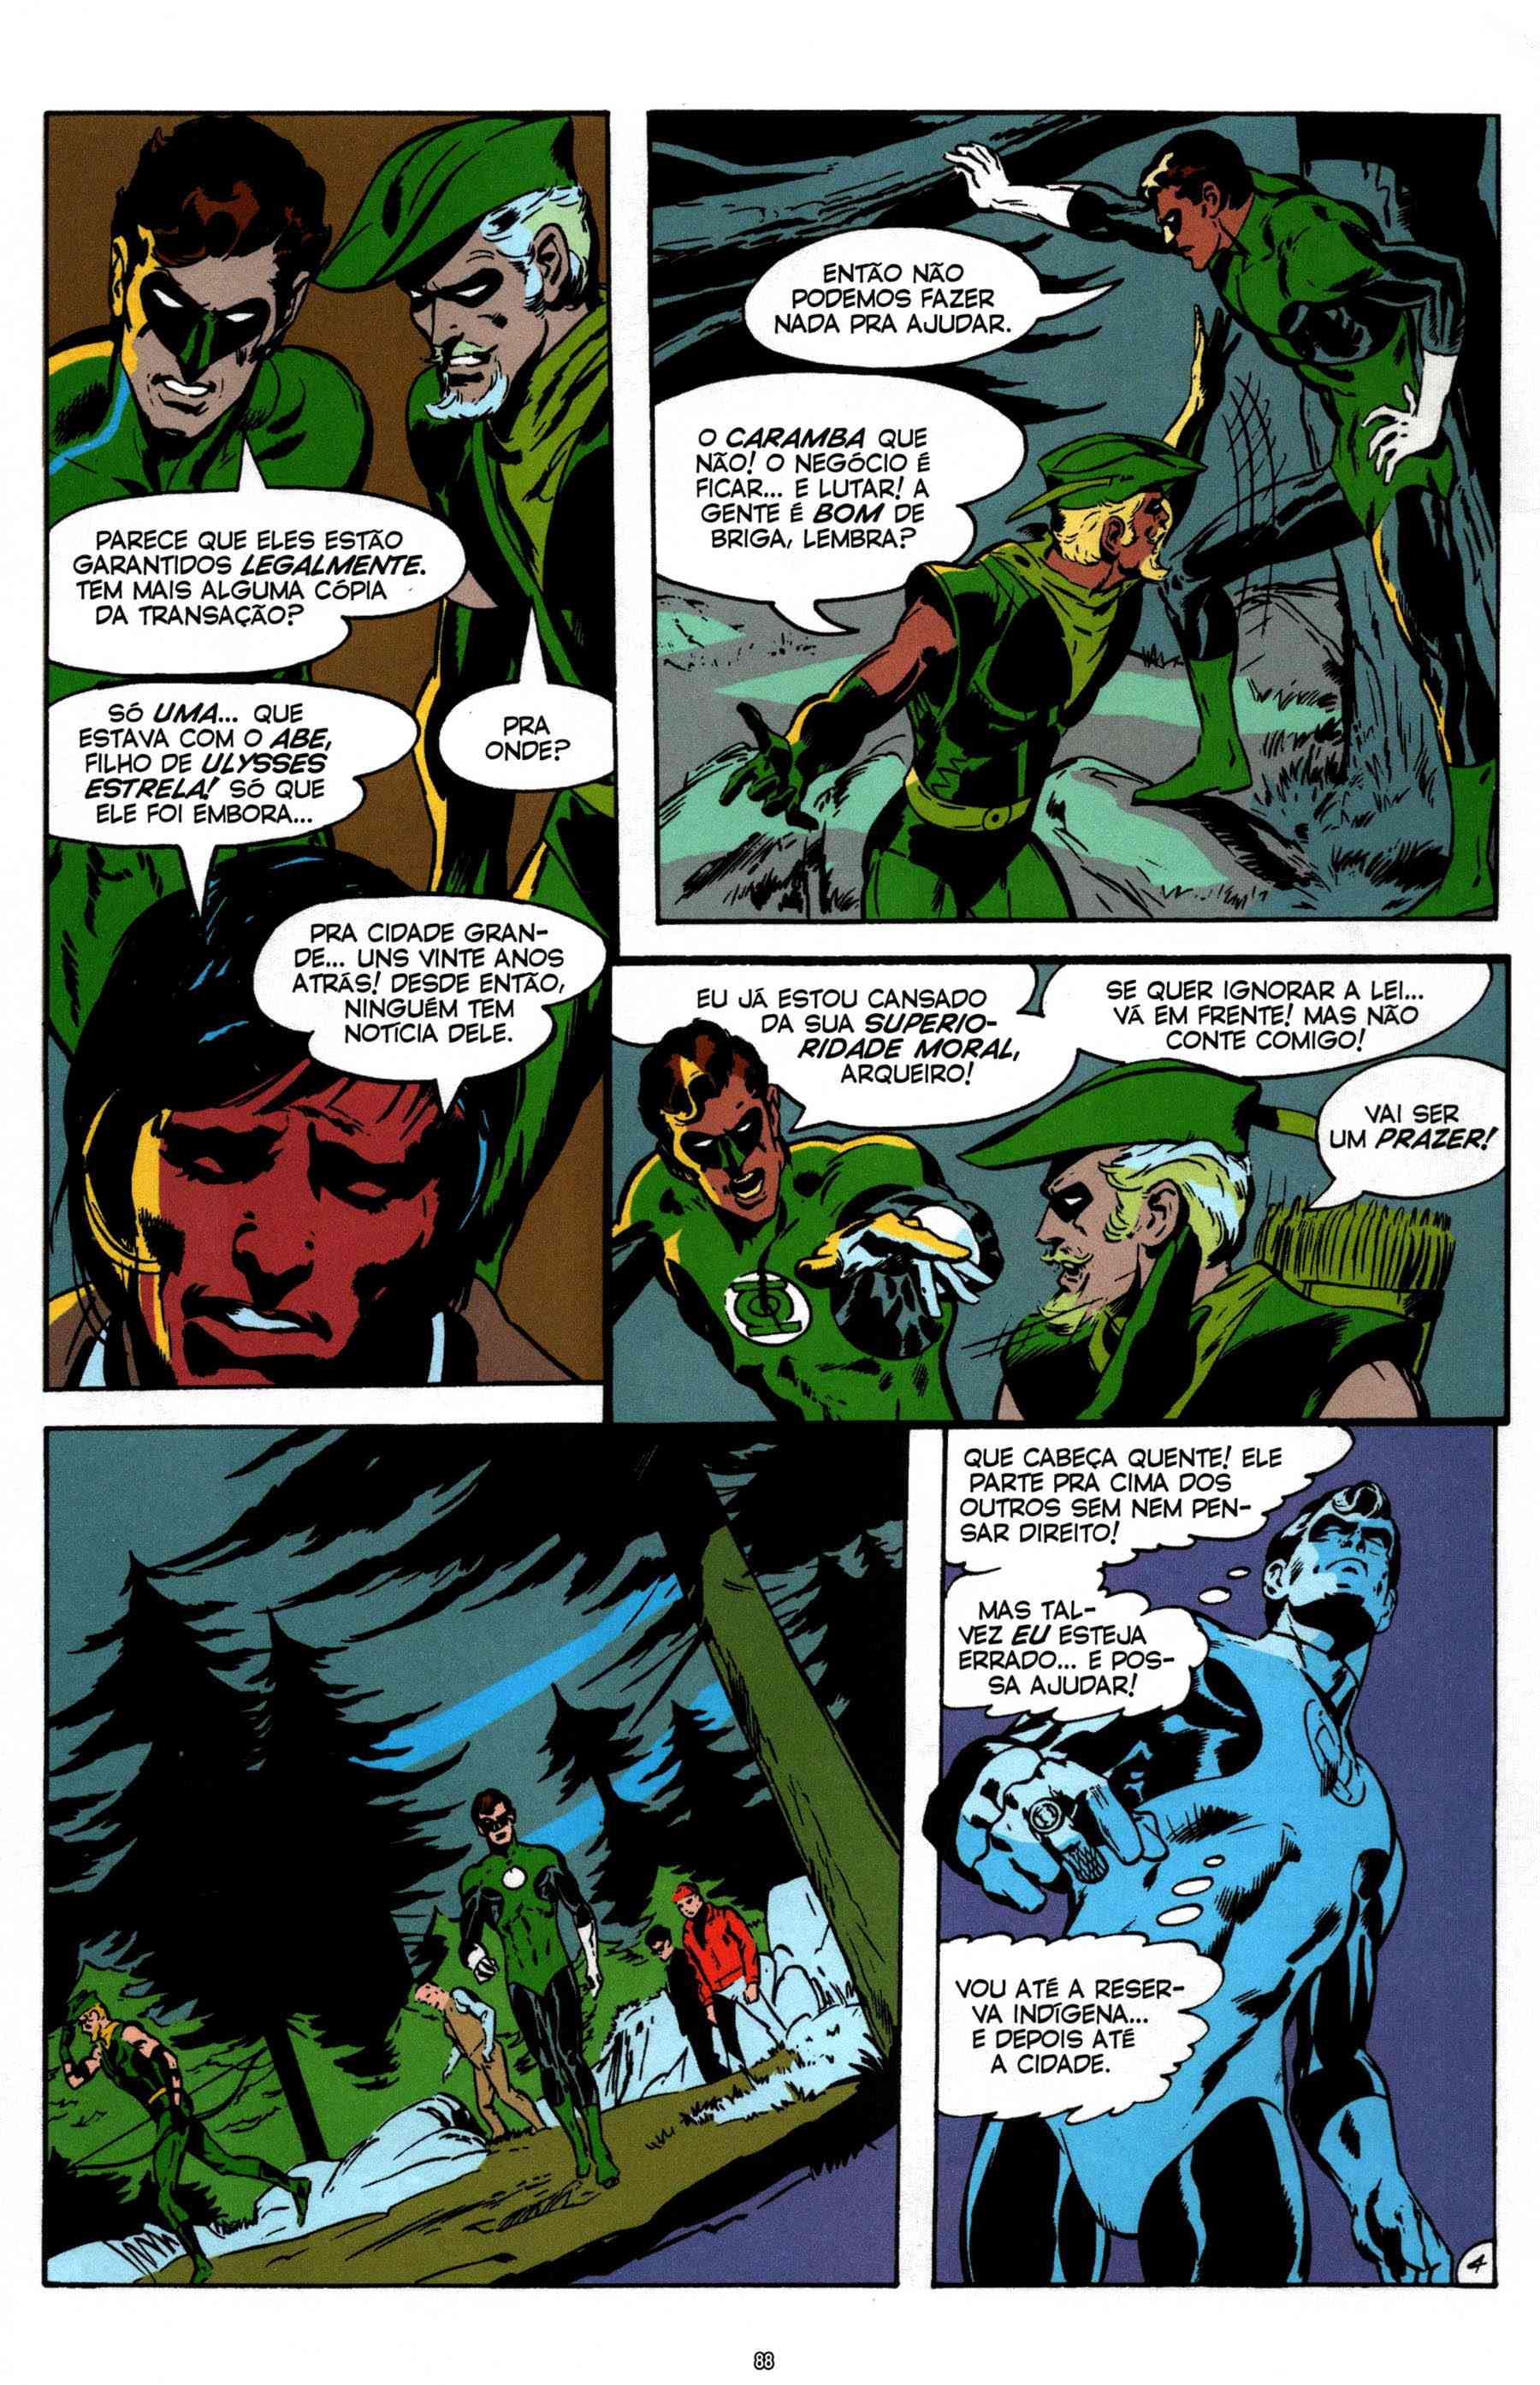 PARECE QUE ELES ESTÃO
GARANTIDOS LEGALMENTE.
TEM MAIS ALGUMA CÓPIA
DA TRANSAÇÃO?
SÓ UMA... QUE
ESTAVA COM O ABE,
FILHO DE ULYSSES
ESTRELA! SÓ QUE
ELE FOI EMBORA...
PRA
ONDE?
PRA CIDADE GRAN-
DE... UNS VINTE ANOS
ATRÁS! DESDE ENTÃO,
NINGUÉM TEM
NOTÍCIA DELE.
ENTÃO NÃO
PODEMOS FAZER
NADA PRA AJUDAR.
O CARAMBA QUE
NÃO! O NEGÓCIO É
FICAR... E LUTAR! A
GENTE É BOM DE
BRIGA, LEMBRA?
EU JÁ ESTOU CANSADO
DA SUA SUPERIO-
RIDADE MORAL,
ARQUEIRO!
SE QUER IGNORAR A LEI...
VÁ EM FRENTE! MAS NÃO
CONTE COMIGO!
VAI SER
UM PRAZER!
QUE CABEÇA QUENTE! ELE
PARTE PRA CIMA DOS
OUTROS SEM NEM PEN-
SAR DIREITO!
MAS TAL-
VEZ EU ESTEJA
ERRADO... E POS-
SA AJUDAR!
VOU ATÉ A RESER-
VA INDÍGENA...
E DEPOIS ATÉ
A CIDADE.
4
88